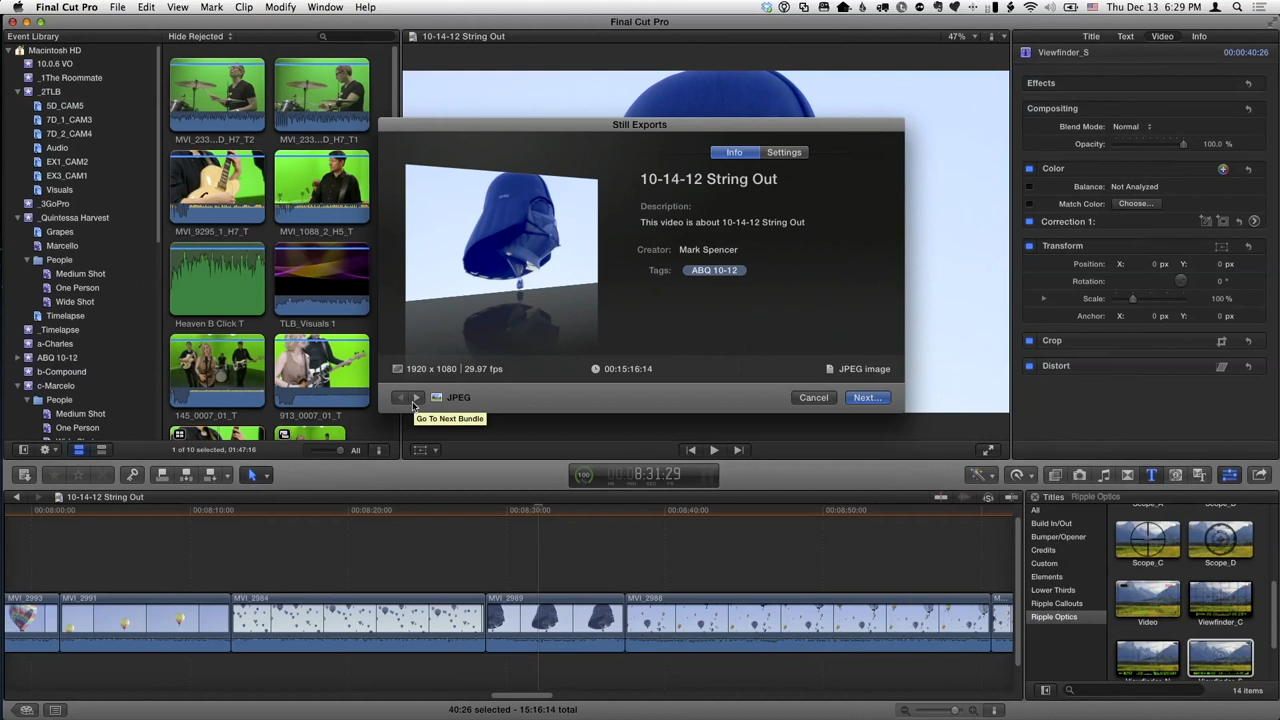 Final Cut Pro File Edit View Mark Clip Modify Window Help Thu Dec 13 6:29 PM
Final Cut Pro
Event Library
Hide Rejected
10-14-12 String Out
47%
Title Text Video Info
Macintosh HD
10.0.6 VO
_1The Roommate
_2TLB
5D_CAM5
7D_1_CAM3
7D_2_CAM4
Audio
EX1_CAM2
EX3_CAM1
Visuals
_3GoPro
_Quintessa Harvest
Grapes
Marcello
People
Medium Shot
One Person
Wide Shot
Timelapse
_Timelapse
a-Charles
ABQ 10-12
b-Compound
c-Marcelo
People
Medium Shot
One Person
MVI_233...D_H7_T2
MVI_233...D_H7_T1
MVI_9295_1_H7_T
MVI_1088_2_H5_T
Heaven B Click T
TLB_Visuals 1
145_0007_01_T
913_0007_01_T
1 of 10 selected, 01:47:16
All
Still Exports
Info Settings
10-14-12 String Out
Description:
This video is about 10-14-12 String Out
Creator: Mark Spencer
Tags: ABQ 10-12
1920 x 1080 | 29.97 fps
00:15:16:14
JPEG image
JPEG
Cancel
Next...
Go To Next Bundle
Viewfinder_S
00:00:40:26
Effects
Compositing
Blend Mode: Normal
Opacity: 100.0 %
Color
Balance: Not Analyzed
Match Color: Choose...
Correction 1:
Transform
Position: X: 0 px Y: 0 px
Rotation: 0 °
Scale: 100 %
Anchor: X: 0 px Y: 0 px
Crop
Distort
100
8:31:29
10-14-12 String Out
00:08:00:00
00:08:10:00
00:08:20:00
00:08:30:00
00:08:40:00
00:08:50:00
MVI_2993
MVI_2991
MVI_2984
MVI_2989
MVI_2988
M...
Titles Ripple Optics
All
Build In/Out
Bumper/Opener
Credits
Custom
Elements
Lower Thirds
Ripple Callouts
Ripple Optics
Scope_C
Scope_D
Video
Viewfinder_C
14 items
40:26 selected - 15:16:14 total